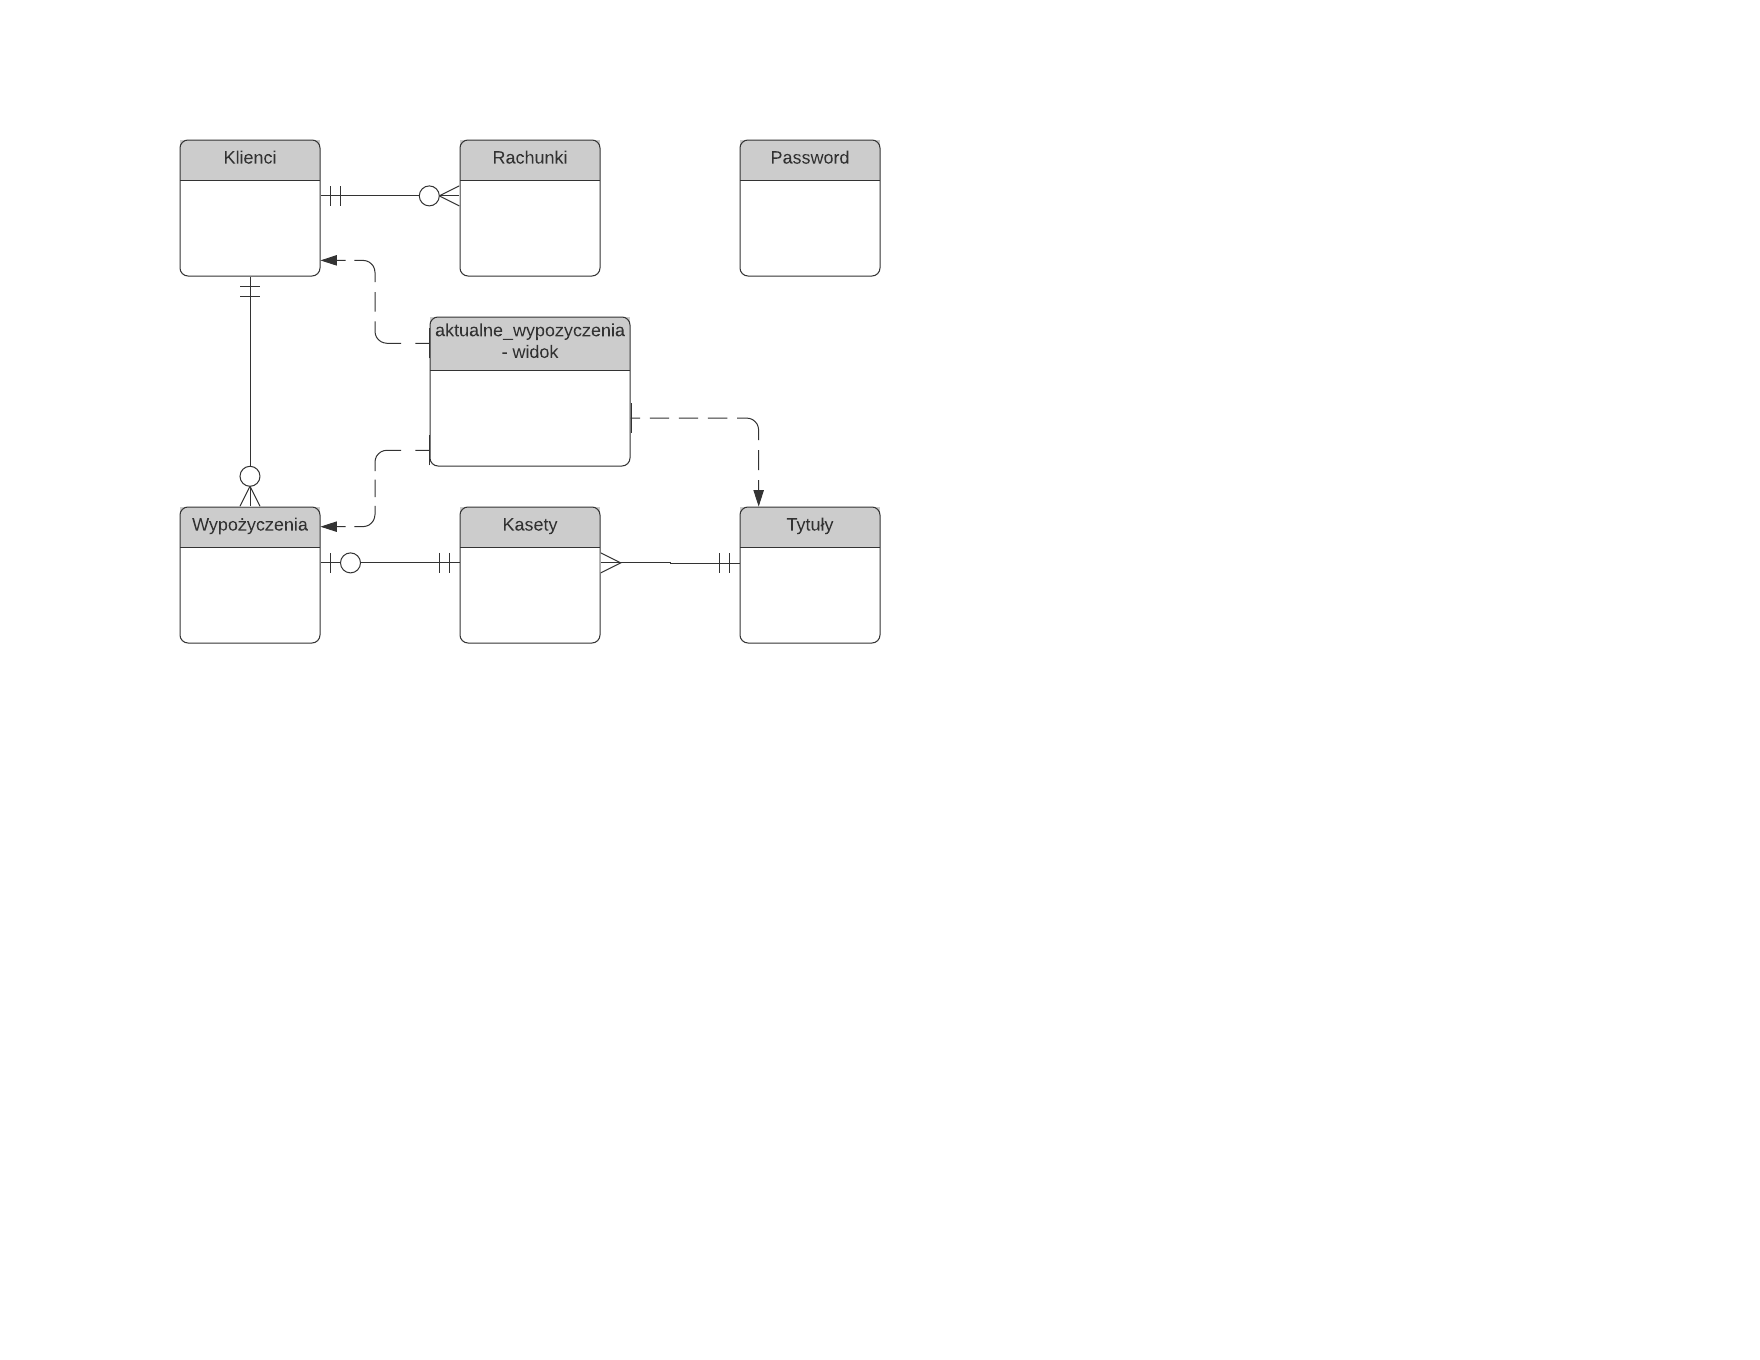 Klienci
Rachunki
Password
aktualne_wypozyczenia
- widok
Wypożyczenia
Kasety
Tytuły